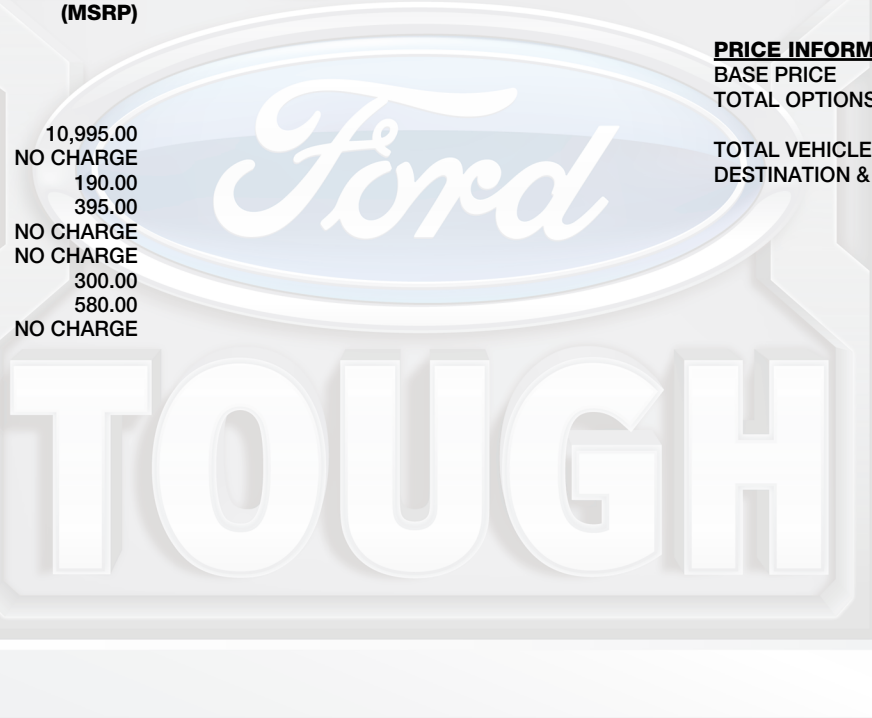 (MSRP)
10,995.00
NO CHARGE
190.00
395.00
NO CHARGE
NO CHARGE
300.00
580.00
NO CHARGE
PRICE INFORM
BASE PRICE
TOTAL OPTIONS
TOTAL VEHICLE
DESTINATION &
Ford
TOUGH